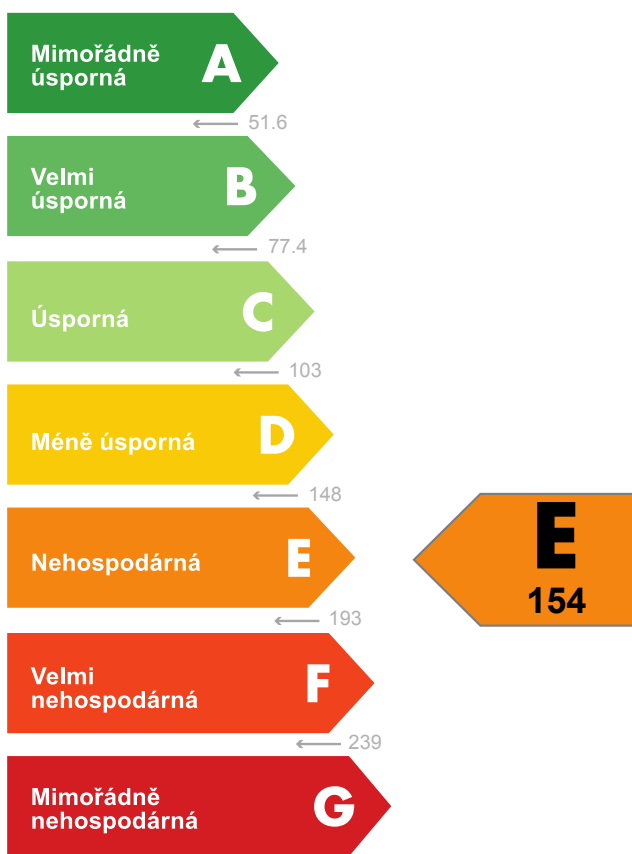 Mimořádně
úsporná
A
← 51.6
Velmi
úsporná
B
← 77.4
Úsporná
C
← 103
Méně úsporná
D
← 148
Nehospodárná
E
E
154
← 193
Velmi
nehospodárná
F
← 239
Mimořádně
nehospodárná
G